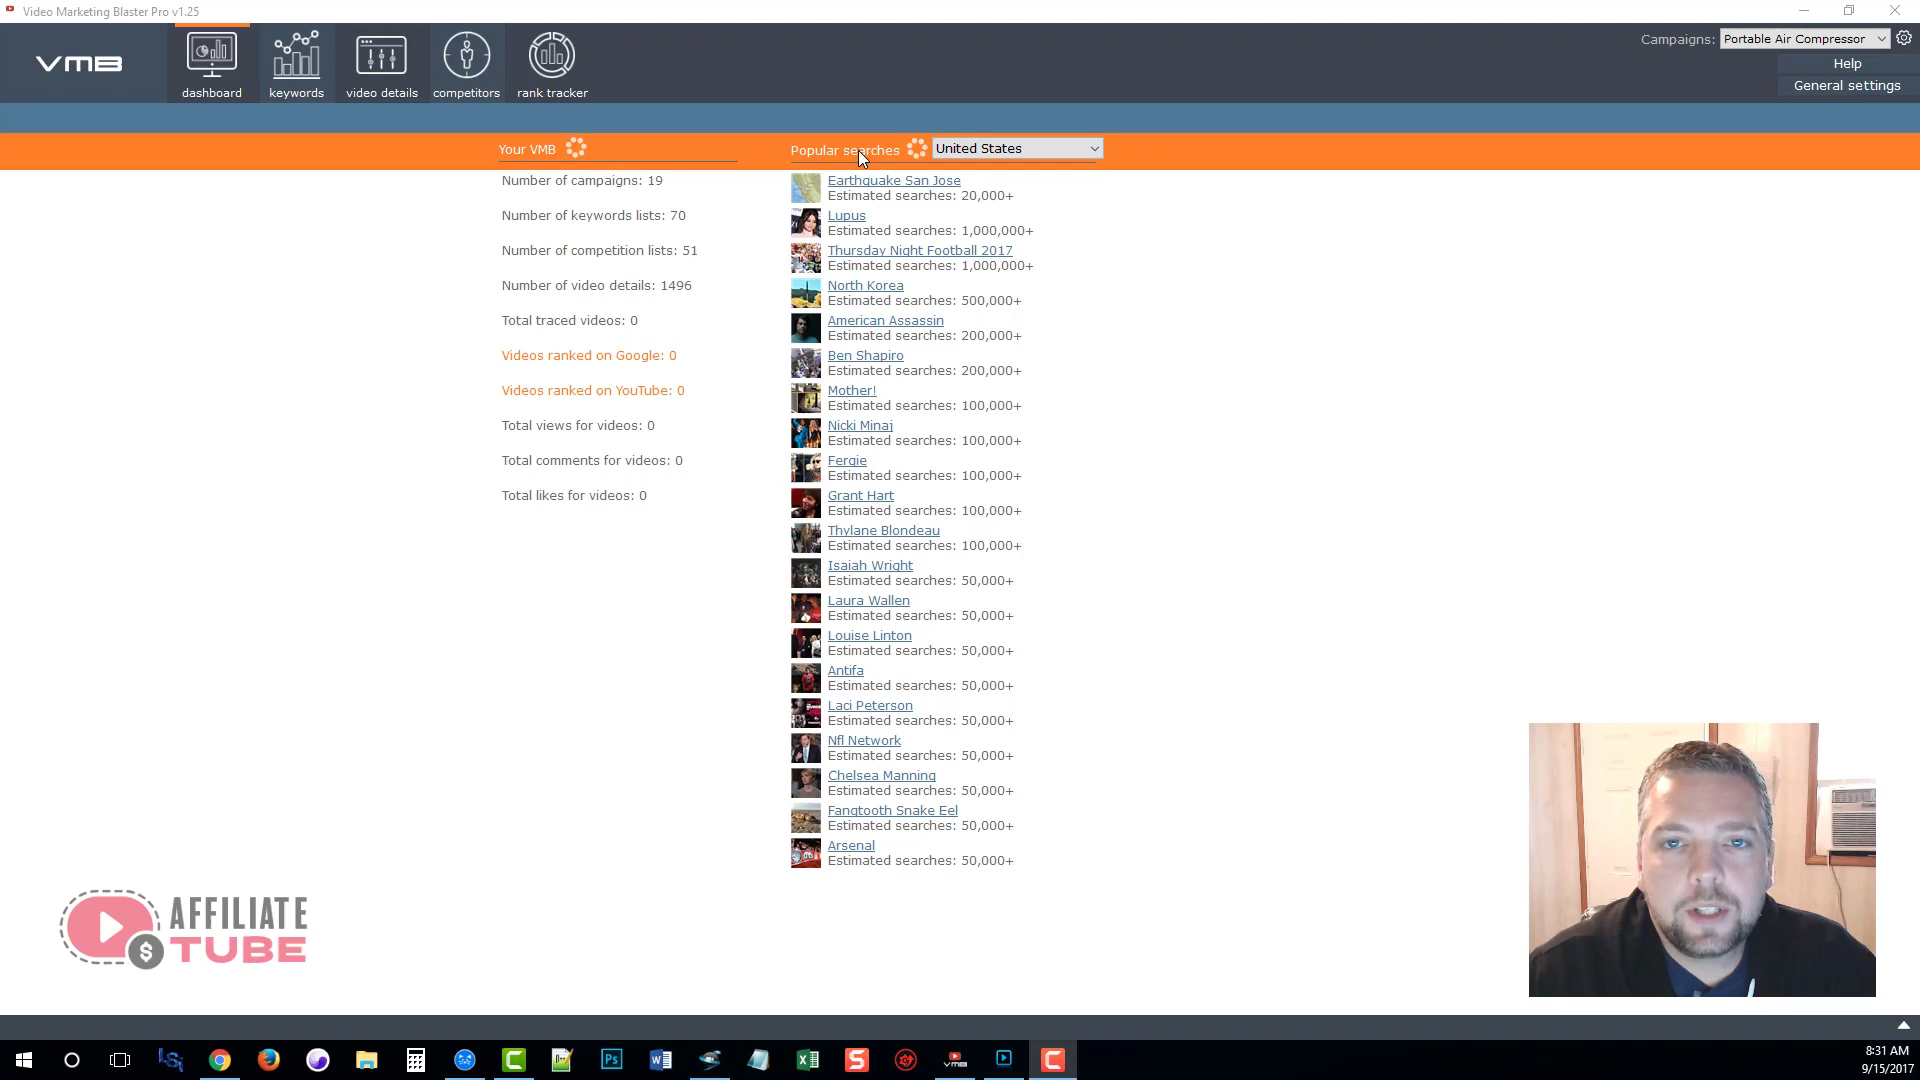 Video Marketing Blaster Pro v1.25
VMB
dashboard
keywords
video details
competitors
rank tracker
Campaigns: Portable Air Compressor
Help
General settings
Your VMB
Popular searches
United States
Number of campaigns: 19
Number of keywords lists: 70
Number of competition lists: 51
Number of video details: 1496
Total traced videos: 0
Videos ranked on Google: 0
Videos ranked on YouTube: 0
Total views for videos: 0
Total comments for videos: 0
Total likes for videos: 0
Earthquake San Jose
Estimated searches: 20,000+
Lupus
Estimated searches: 1,000,000+
Thursday Night Football 2017
Estimated searches: 1,000,000+
North Korea
Estimated searches: 500,000+
American Assassin
Estimated searches: 200,000+
Ben Shapiro
Estimated searches: 200,000+
Mother!
Estimated searches: 100,000+
Nicki Minaj
Estimated searches: 100,000+
Fergie
Estimated searches: 100,000+
Grant Hart
Estimated searches: 100,000+
Thylane Blondeau
Estimated searches: 100,000+
Isaiah Wright
Estimated searches: 50,000+
Laura Wallen
Estimated searches: 50,000+
Louise Linton
Estimated searches: 50,000+
Antifa
Estimated searches: 50,000+
Laci Peterson
Estimated searches: 50,000+
Nfl Network
Estimated searches: 50,000+
Chelsea Manning
Estimated searches: 50,000+
Fangtooth Snake Eel
Estimated searches: 50,000+
Arsenal
Estimated searches: 50,000+
AFFILIATE
TUBE
$
Ps
VMB
8:31 AM
9/15/2017